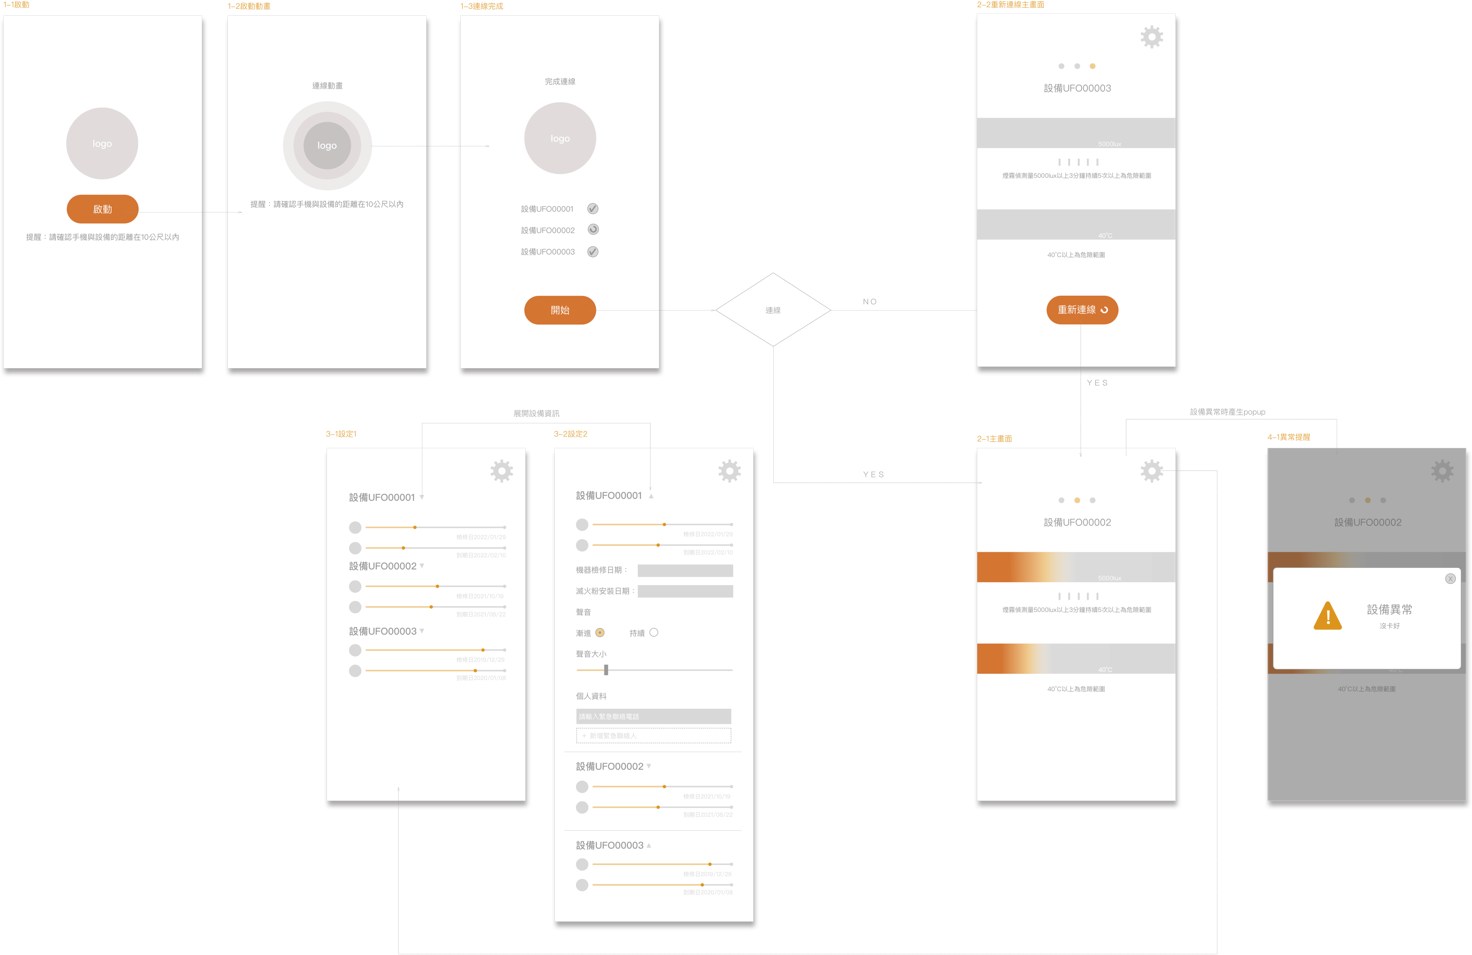 1-1啟動
logo
啟動
提醒：請確認手機與設備的距離在10公尺以內
1-2啟動動畫
連線動畫
logo
提醒：請確認手機與設備的距離在10公尺以內
1-3連線完成
完成連線
logo
設備UFO00001
設備UFO00002
設備UFO00003
開始
連線
NO
YES
2-2重新連線主畫面
設備UFO00003
5000lux
煙霧偵測量5000lux以上3分鐘持續5次以上為危險範圍
40°C
40°C以上為危險範圍
重新連線
YES
展開設備資訊
3-1設定1
設備UFO00001
設備UFO00002
設備UFO00003
3-2設定2
設備UFO00001
機器檢修日期：
滅火粉安裝日期：
聲音
漸進
持續
聲音大小
個人資料
請輸入緊急聯絡電話
+ 新增緊急聯絡人
設備UFO00002
設備UFO00003
2-1主畫面
設備UFO00002
5000lux
煙霧偵測量5000lux以上3分鐘持續5次以上為危險範圍
40°C
40°C以上為危險範圍
設備異常時產生popup
4-1異常提醒
設備UFO00002
設備異常
沒卡好
40°C以上為危險範圍